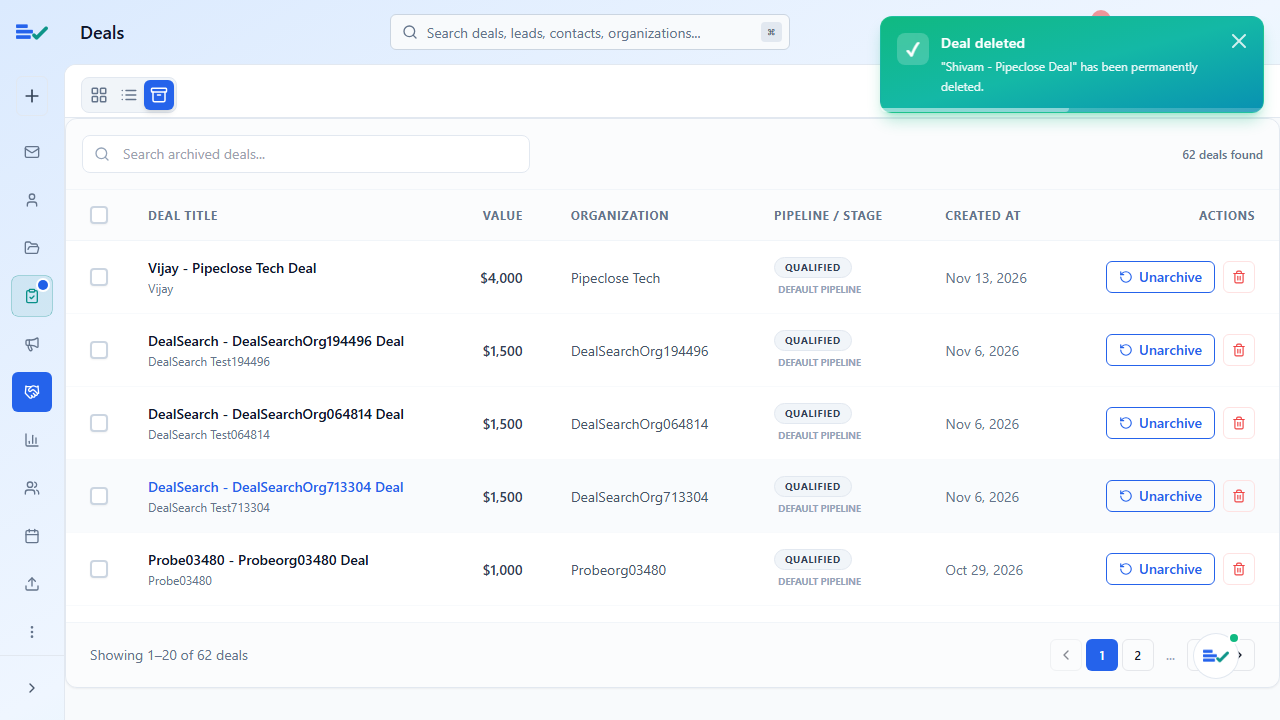 Deals
Search deals, leads, contacts, organizations...
⌘
Deal deleted
"Shivam - Pipeclose Deal" has been permanently
deleted.
Search archived deals...
62 deals found
DEAL TITLE VALUE ORGANIZATION PIPELINE / STAGE CREATED AT ACTIONS
Vijay - Pipeclose Tech Deal
Vijay
$4,000
Pipeclose Tech
QUALIFIED
DEFAULT PIPELINE
Nov 13, 2026
Unarchive
DealSearch - DealSearchOrg194496 Deal
DealSearch Test194496
$1,500
DealSearchOrg194496
QUALIFIED
DEFAULT PIPELINE
Nov 6, 2026
Unarchive
DealSearch - DealSearchOrg064814 Deal
DealSearch Test064814
$1,500
DealSearchOrg064814
QUALIFIED
DEFAULT PIPELINE
Nov 6, 2026
Unarchive
DealSearch - DealSearchOrg713304 Deal
DealSearch Test713304
$1,500
DealSearchOrg713304
QUALIFIED
DEFAULT PIPELINE
Nov 6, 2026
Unarchive
Probe03480 - Probeorg03480 Deal
Probe03480
$1,000
Probeorg03480
QUALIFIED
DEFAULT PIPELINE
Oct 29, 2026
Unarchive
Showing 1–20 of 62 deals
1 2 ...